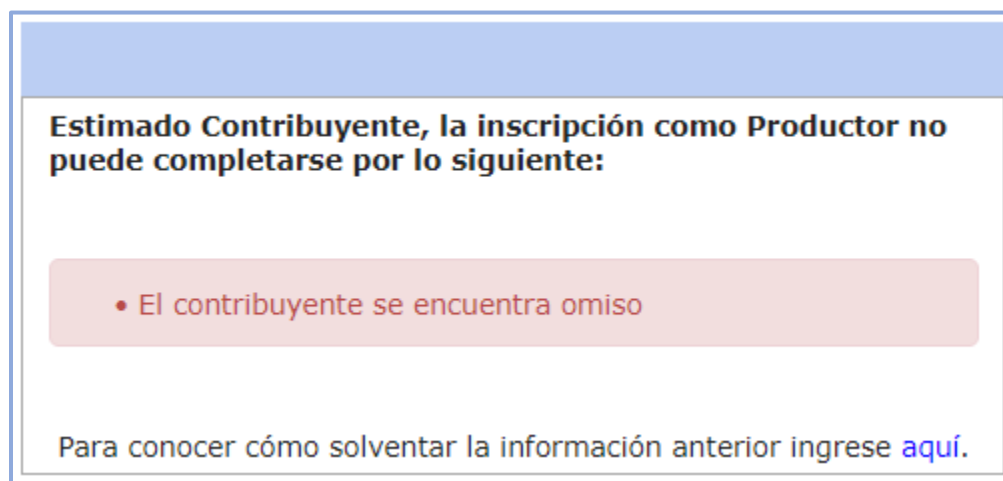 Estimado Contribuyente, la inscripción como Productor no
puede completarse por lo siguiente:
• El contribuyente se encuentra omiso
Para conocer cómo solventar la información anterior ingrese aquí.